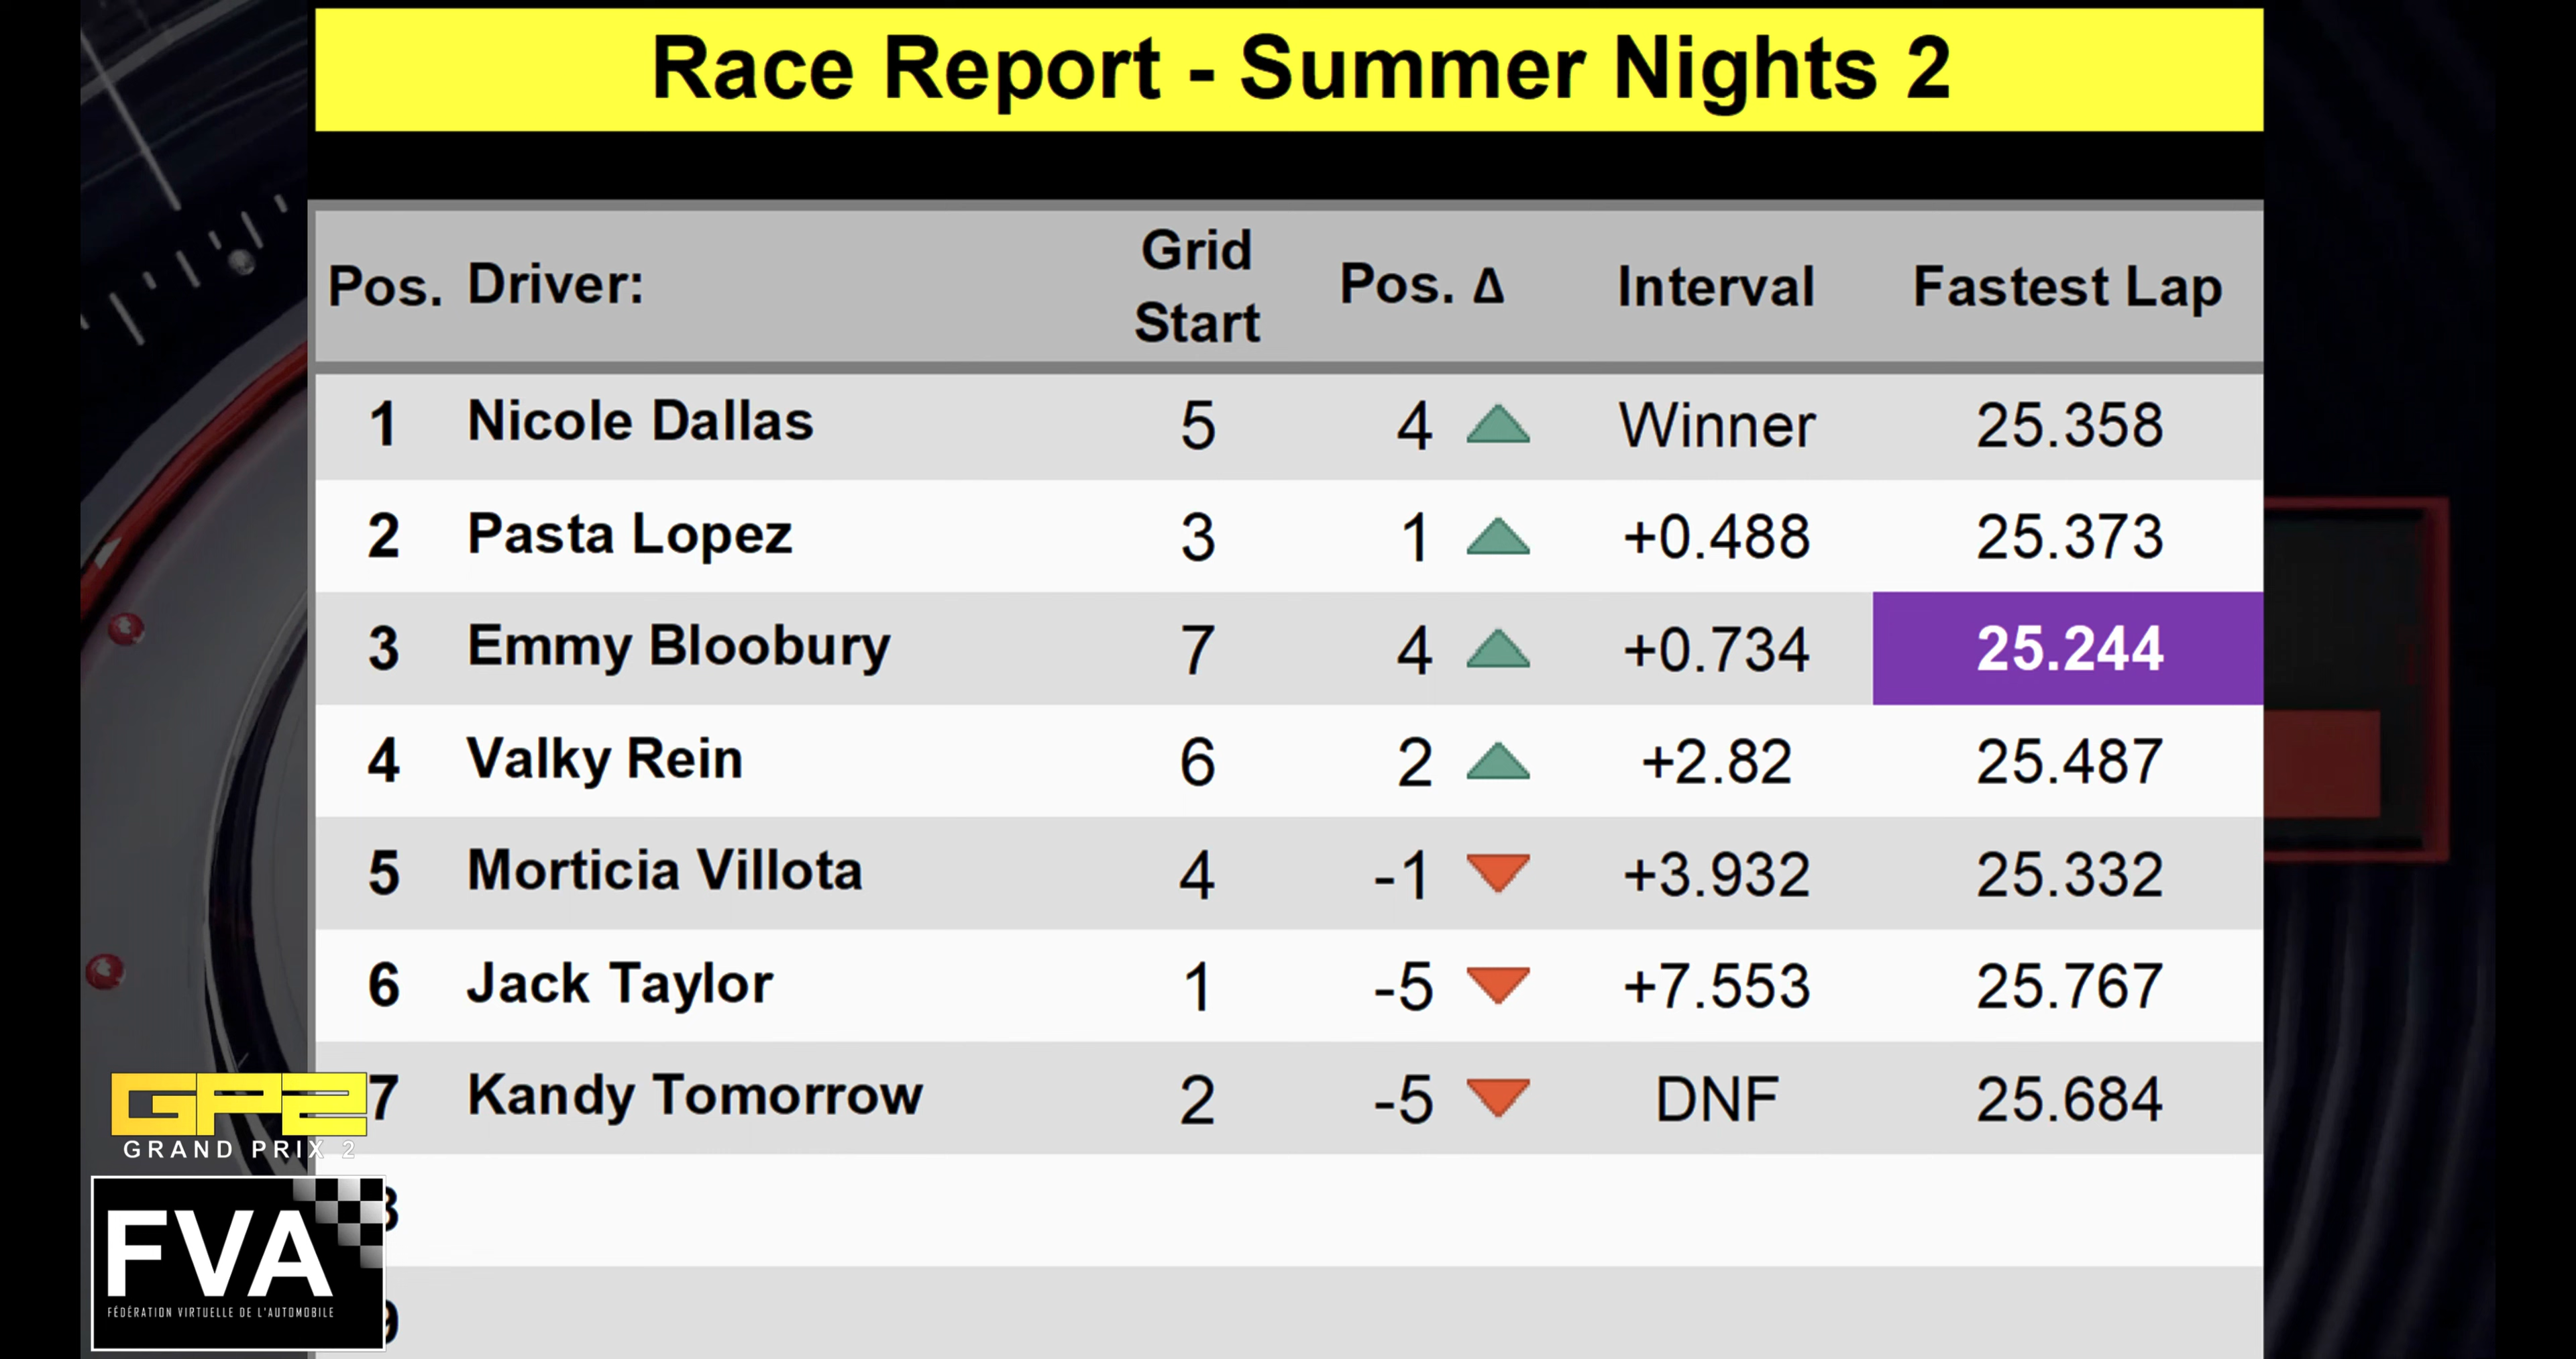 Race Report - Summer Nights 2
Pos. Driver: Grid Start Pos. Δ Interval Fastest Lap
1 Nicole Dallas 5 4 Winner 25.358
2 Pasta Lopez 3 1 +0.488 25.373
3 Emmy Bloobury 7 4 +0.734 25.244
4 Valky Rein 6 2 +2.82 25.487
5 Morticia Villota 4 -1 +3.932 25.332
6 Jack Taylor 1 -5 +7.553 25.767
7 Kandy Tomorrow 2 -5 DNF 25.684
8
9
GP2
GRAND PRIX 2
FVA
FÉDÉRATION VIRTUELLE DE L'AUTOMOBILE